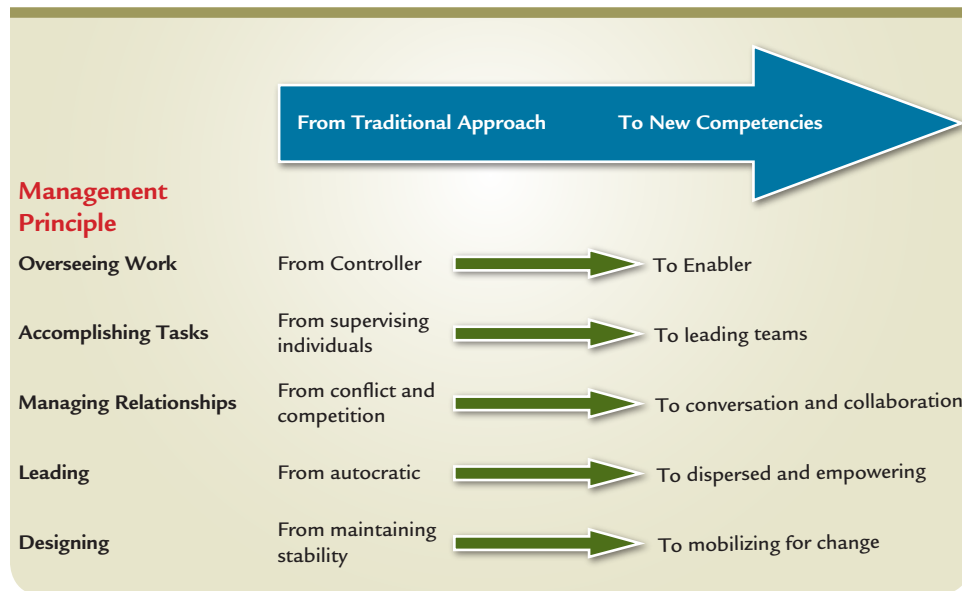 From Traditional Approach To New Competencies
Management
Principle
Overseeing Work From Controller To Enabler
Accomplishing Tasks From supervising
individuals To leading teams
Managing Relationships From conflict and
competition To conversation and collaboration
Leading From autocratic To dispersed and empowering
Designing From maintaining
stability To mobilizing for change